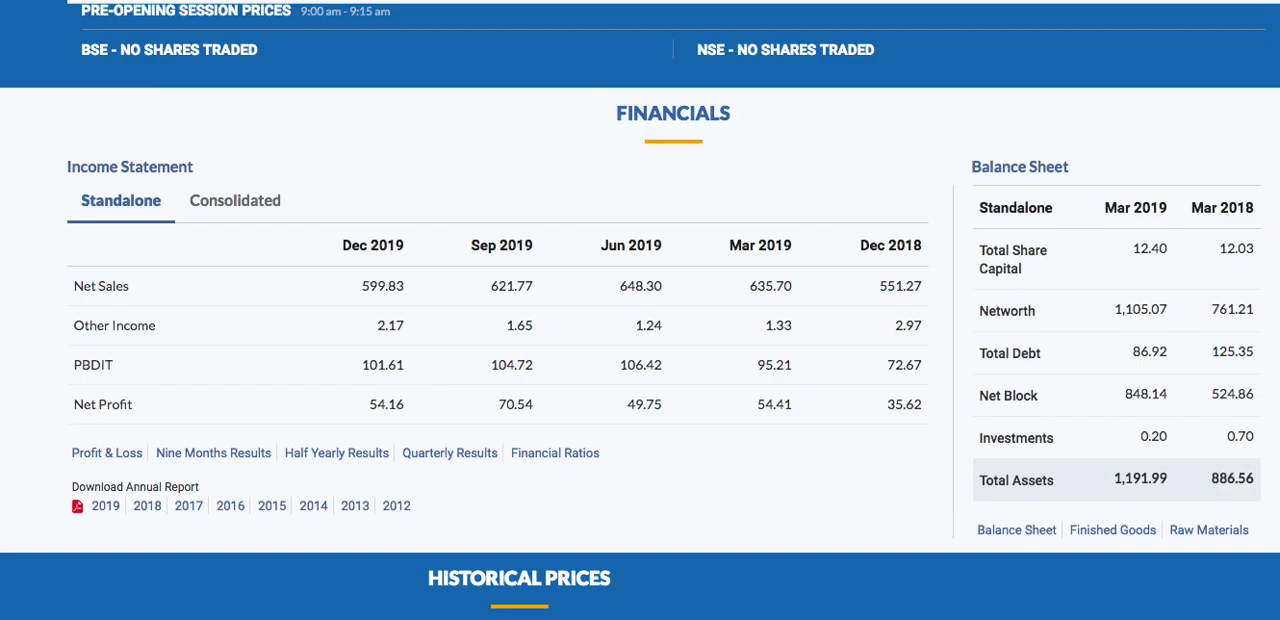 PRE-OPENING SESSION PRICES 9:00 am - 9:15 am
BSE - NO SHARES TRADED
NSE - NO SHARES TRADED
FINANCIALS
Income Statement
Standalone Consolidated
Dec 2019 Sep 2019 Jun 2019 Mar 2019 Dec 2018
Net Sales 599.83 621.77 648.30 635.70 551.27
Other Income 2.17 1.65 1.24 1.33 2.97
PBDIT 101.61 104.72 106.42 95.21 72.67
Net Profit 54.16 70.54 49.75 54.41 35.62
Profit & Loss Nine Months Results Half Yearly Results Quarterly Results Financial Ratios
Download Annual Report
2019 2018 2017 2016 2015 2014 2013 2012
Balance Sheet
Standalone Mar 2019 Mar 2018
Total Share 12.40 12.03
Capital
Networth 1,105.07 761.21
Total Debt 86.92 125.35
Net Block 848.14 524.86
Investments 0.20 0.70
Total Assets 1,191.99 886.56
Balance Sheet Finished Goods Raw Materials
HISTORICAL PRICES